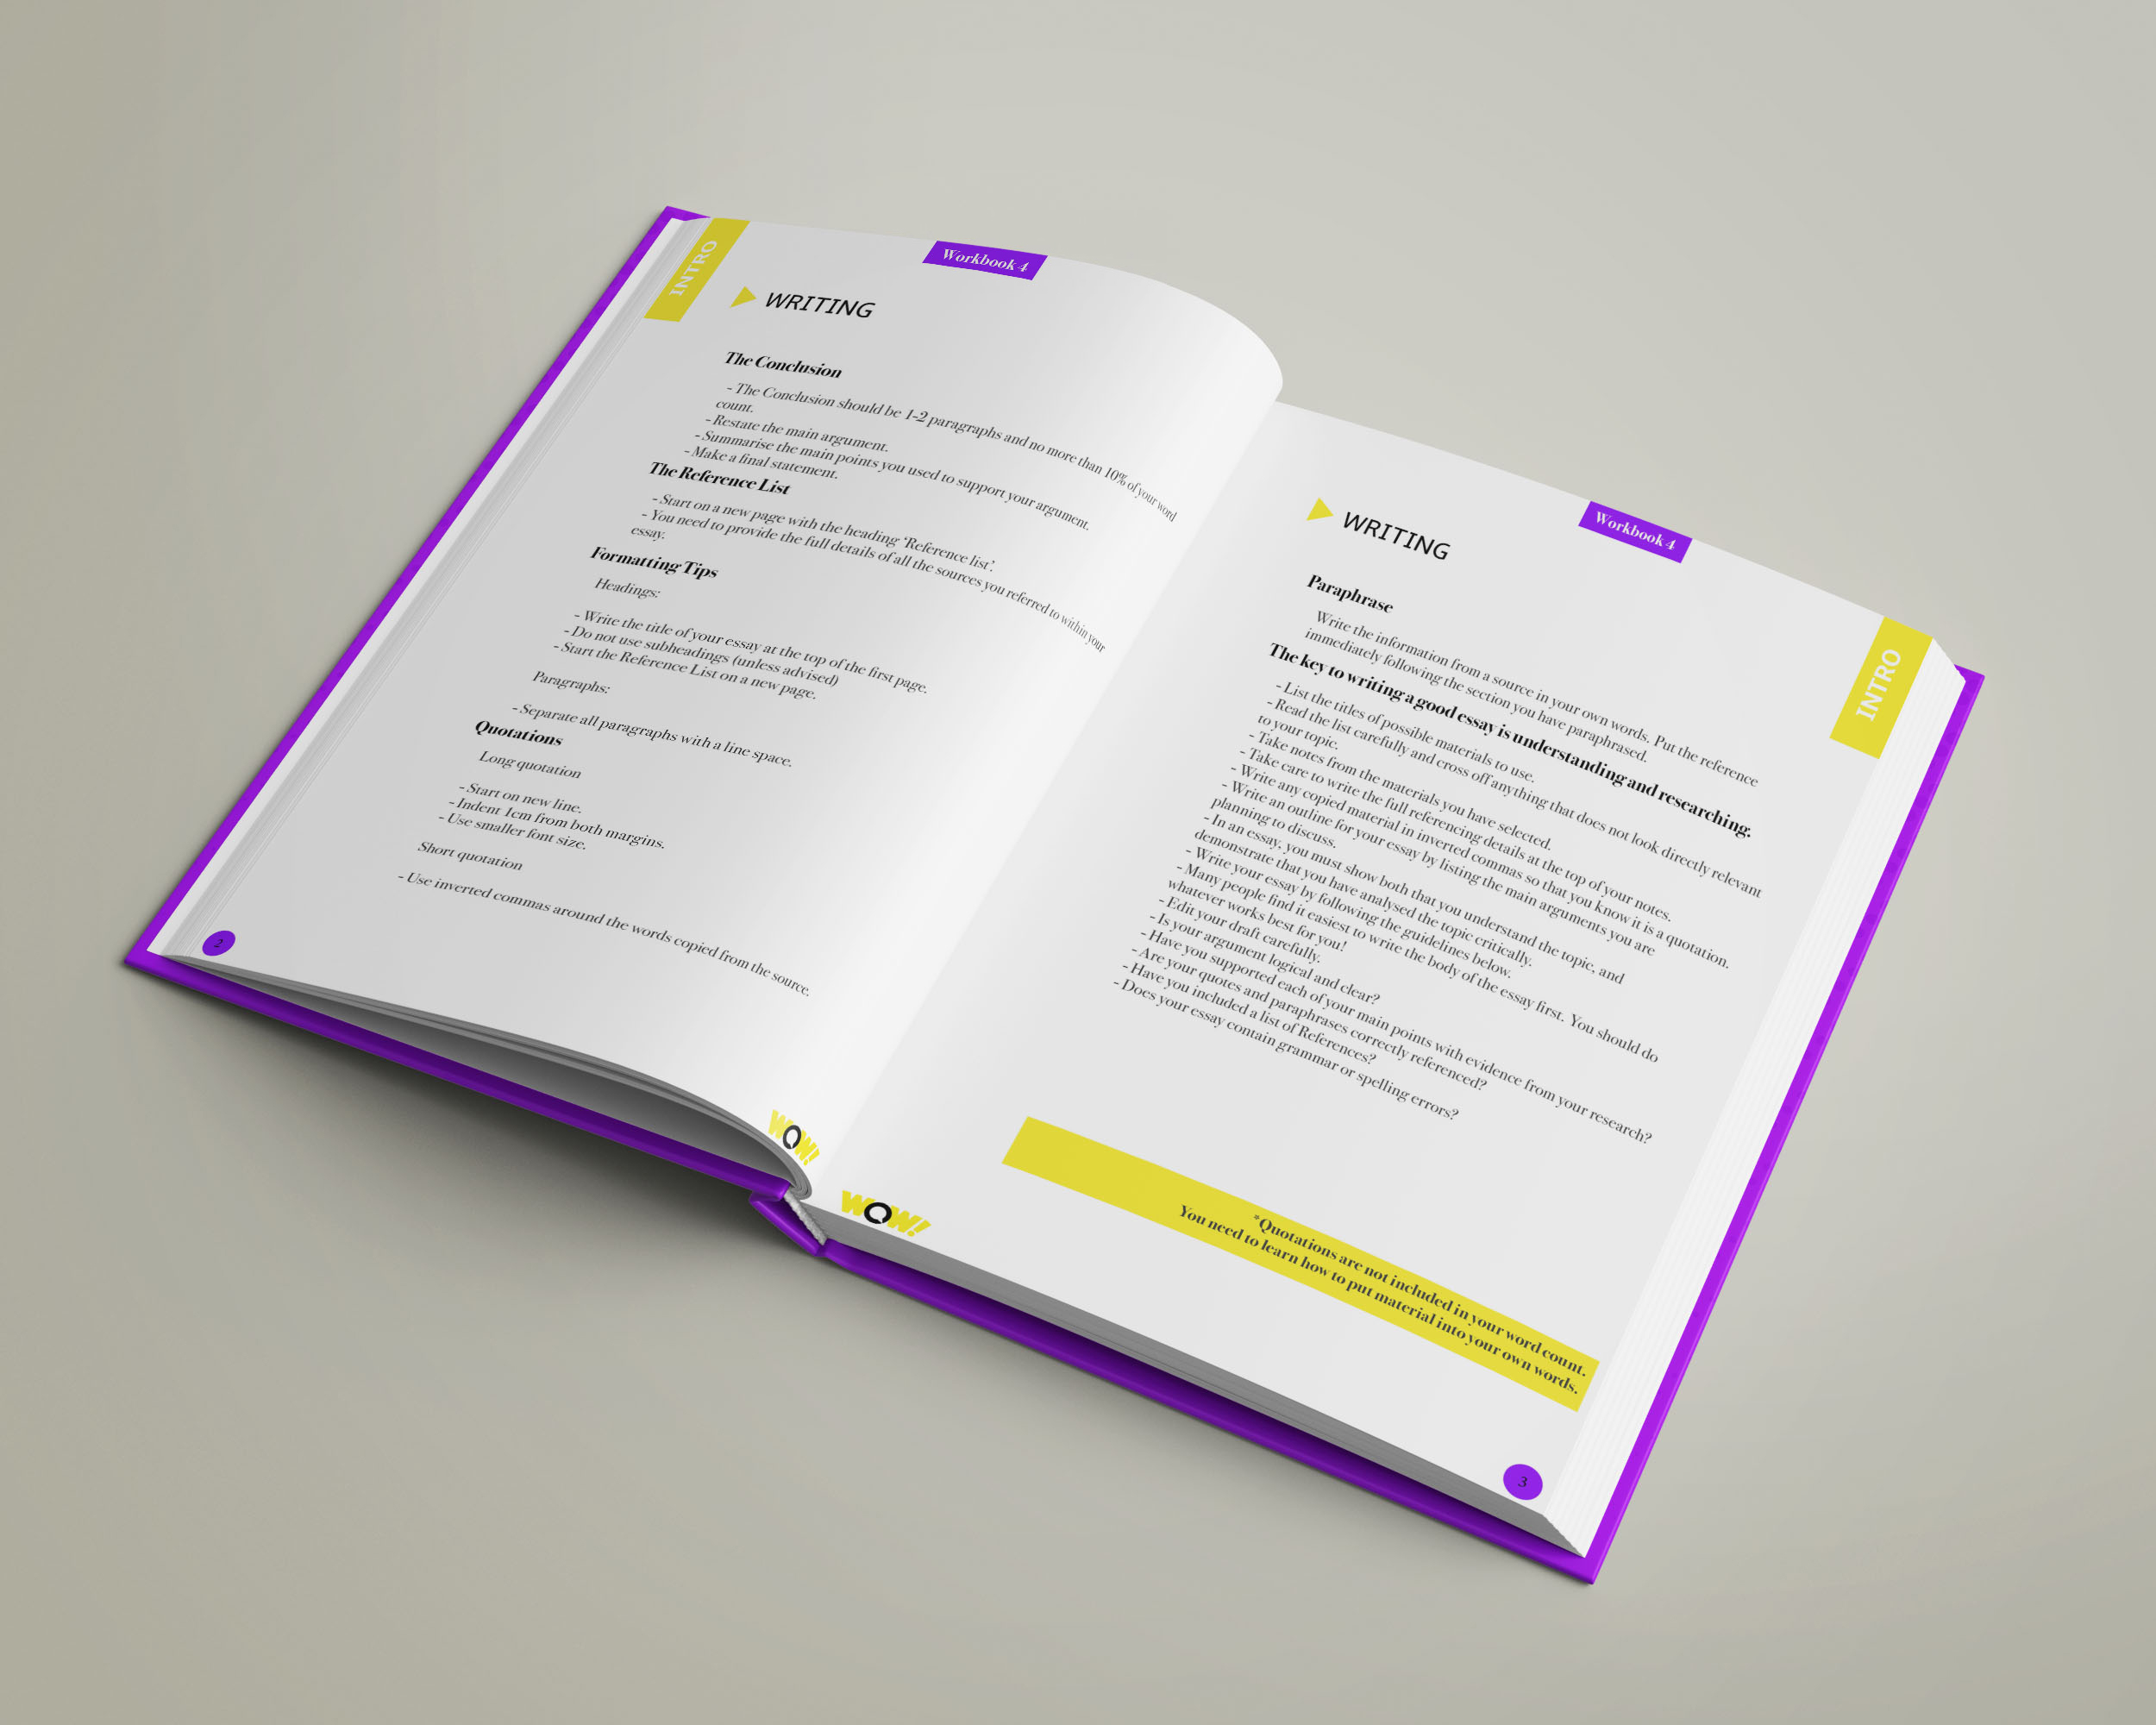 INTRO
Workbook 4
WRITING
The Conclusion
- The Conclusion should be 1-2 paragraphs and no more than 10% of your word
count.
- Restate the main argument.
- Summarise the main points you used to support your argument.
- Make a final statement.
The Reference List
- Start on a new page with the heading ‘Reference list’.
- You need to provide the full details of all the sources you referred to within your
essay.
Formatting Tips
Headings:
- Write the title of your essay at the top of the first page.
- Do not use subheadings (unless advised)
- Start the Reference List on a new page.
Paragraphs:
- Separate all paragraphs with a line space.
Quotations
Long quotation
- Start on new line.
- Indent 1cm from both margins.
- Use smaller font size.
Short quotation
- Use inverted commas around the words copied from the source.
2
WOW!
Workbook 4
INTRO
WRITING
Paraphrase
Write the information from a source in your own words. Put the reference
immediately following the section you have paraphrased.
The key to writing a good essay is understanding and researching.
- List the titles of possible materials to use.
- Read the list carefully and cross off anything that does not look directly relevant
to your topic.
- Take notes from the materials you have selected.
- Take care to write the full referencing details at the top of your notes.
- Write any copied material in inverted commas so that you know it is a quotation.
- Write an outline for your essay by listing the main arguments you are
planning to discuss.
- In an essay, you must show both that you understand the topic, and
demonstrate that you have analysed the topic critically.
- Write your essay by following the guidelines below.
- Many people find it easiest to write the body of the essay first. You should do
whatever works best for you!
- Edit your draft carefully.
- Is your argument logical and clear?
- Have you supported each of your main points with evidence from your research?
- Are your quotes and paraphrases correctly referenced?
- Have you included a list of References?
- Does your essay contain grammar or spelling errors?
*Quotations are not included in your word count.
You need to learn how to put material into your own words.
WOW!
3